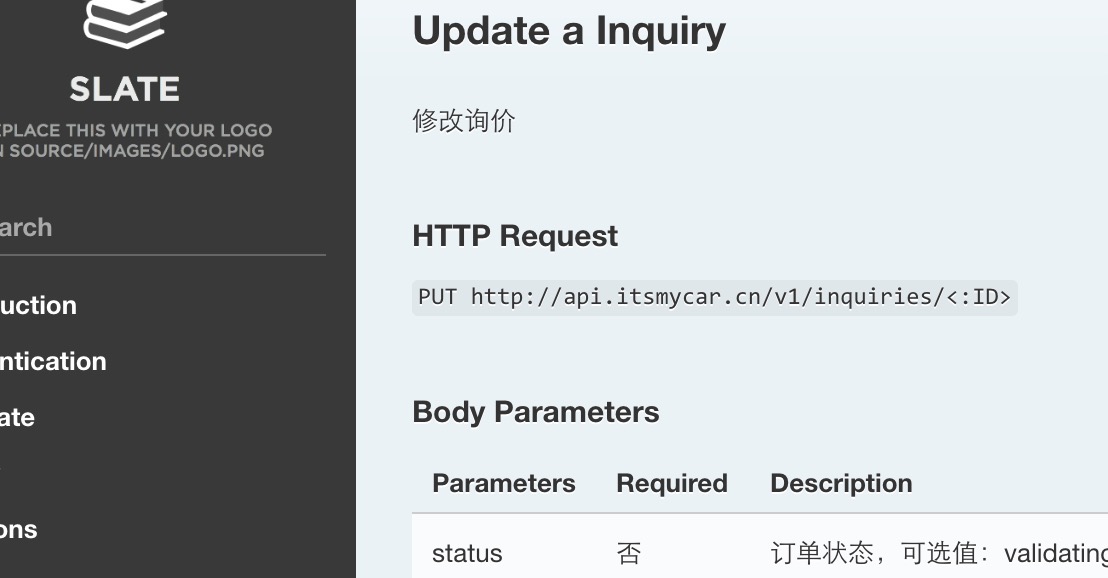 SLATE
EPLACE THIS WITH YOUR LOGO
N SOURCE/IMAGES/LOGO.PNG
arch
uction
ntication
ate
ons
Update a Inquiry
修改询价
HTTP Request
PUT http://api.itsmycar.cn/v1/inquiries/<:ID>
Body Parameters
Parameters Required Description
status 否 订单状态，可选值：validating